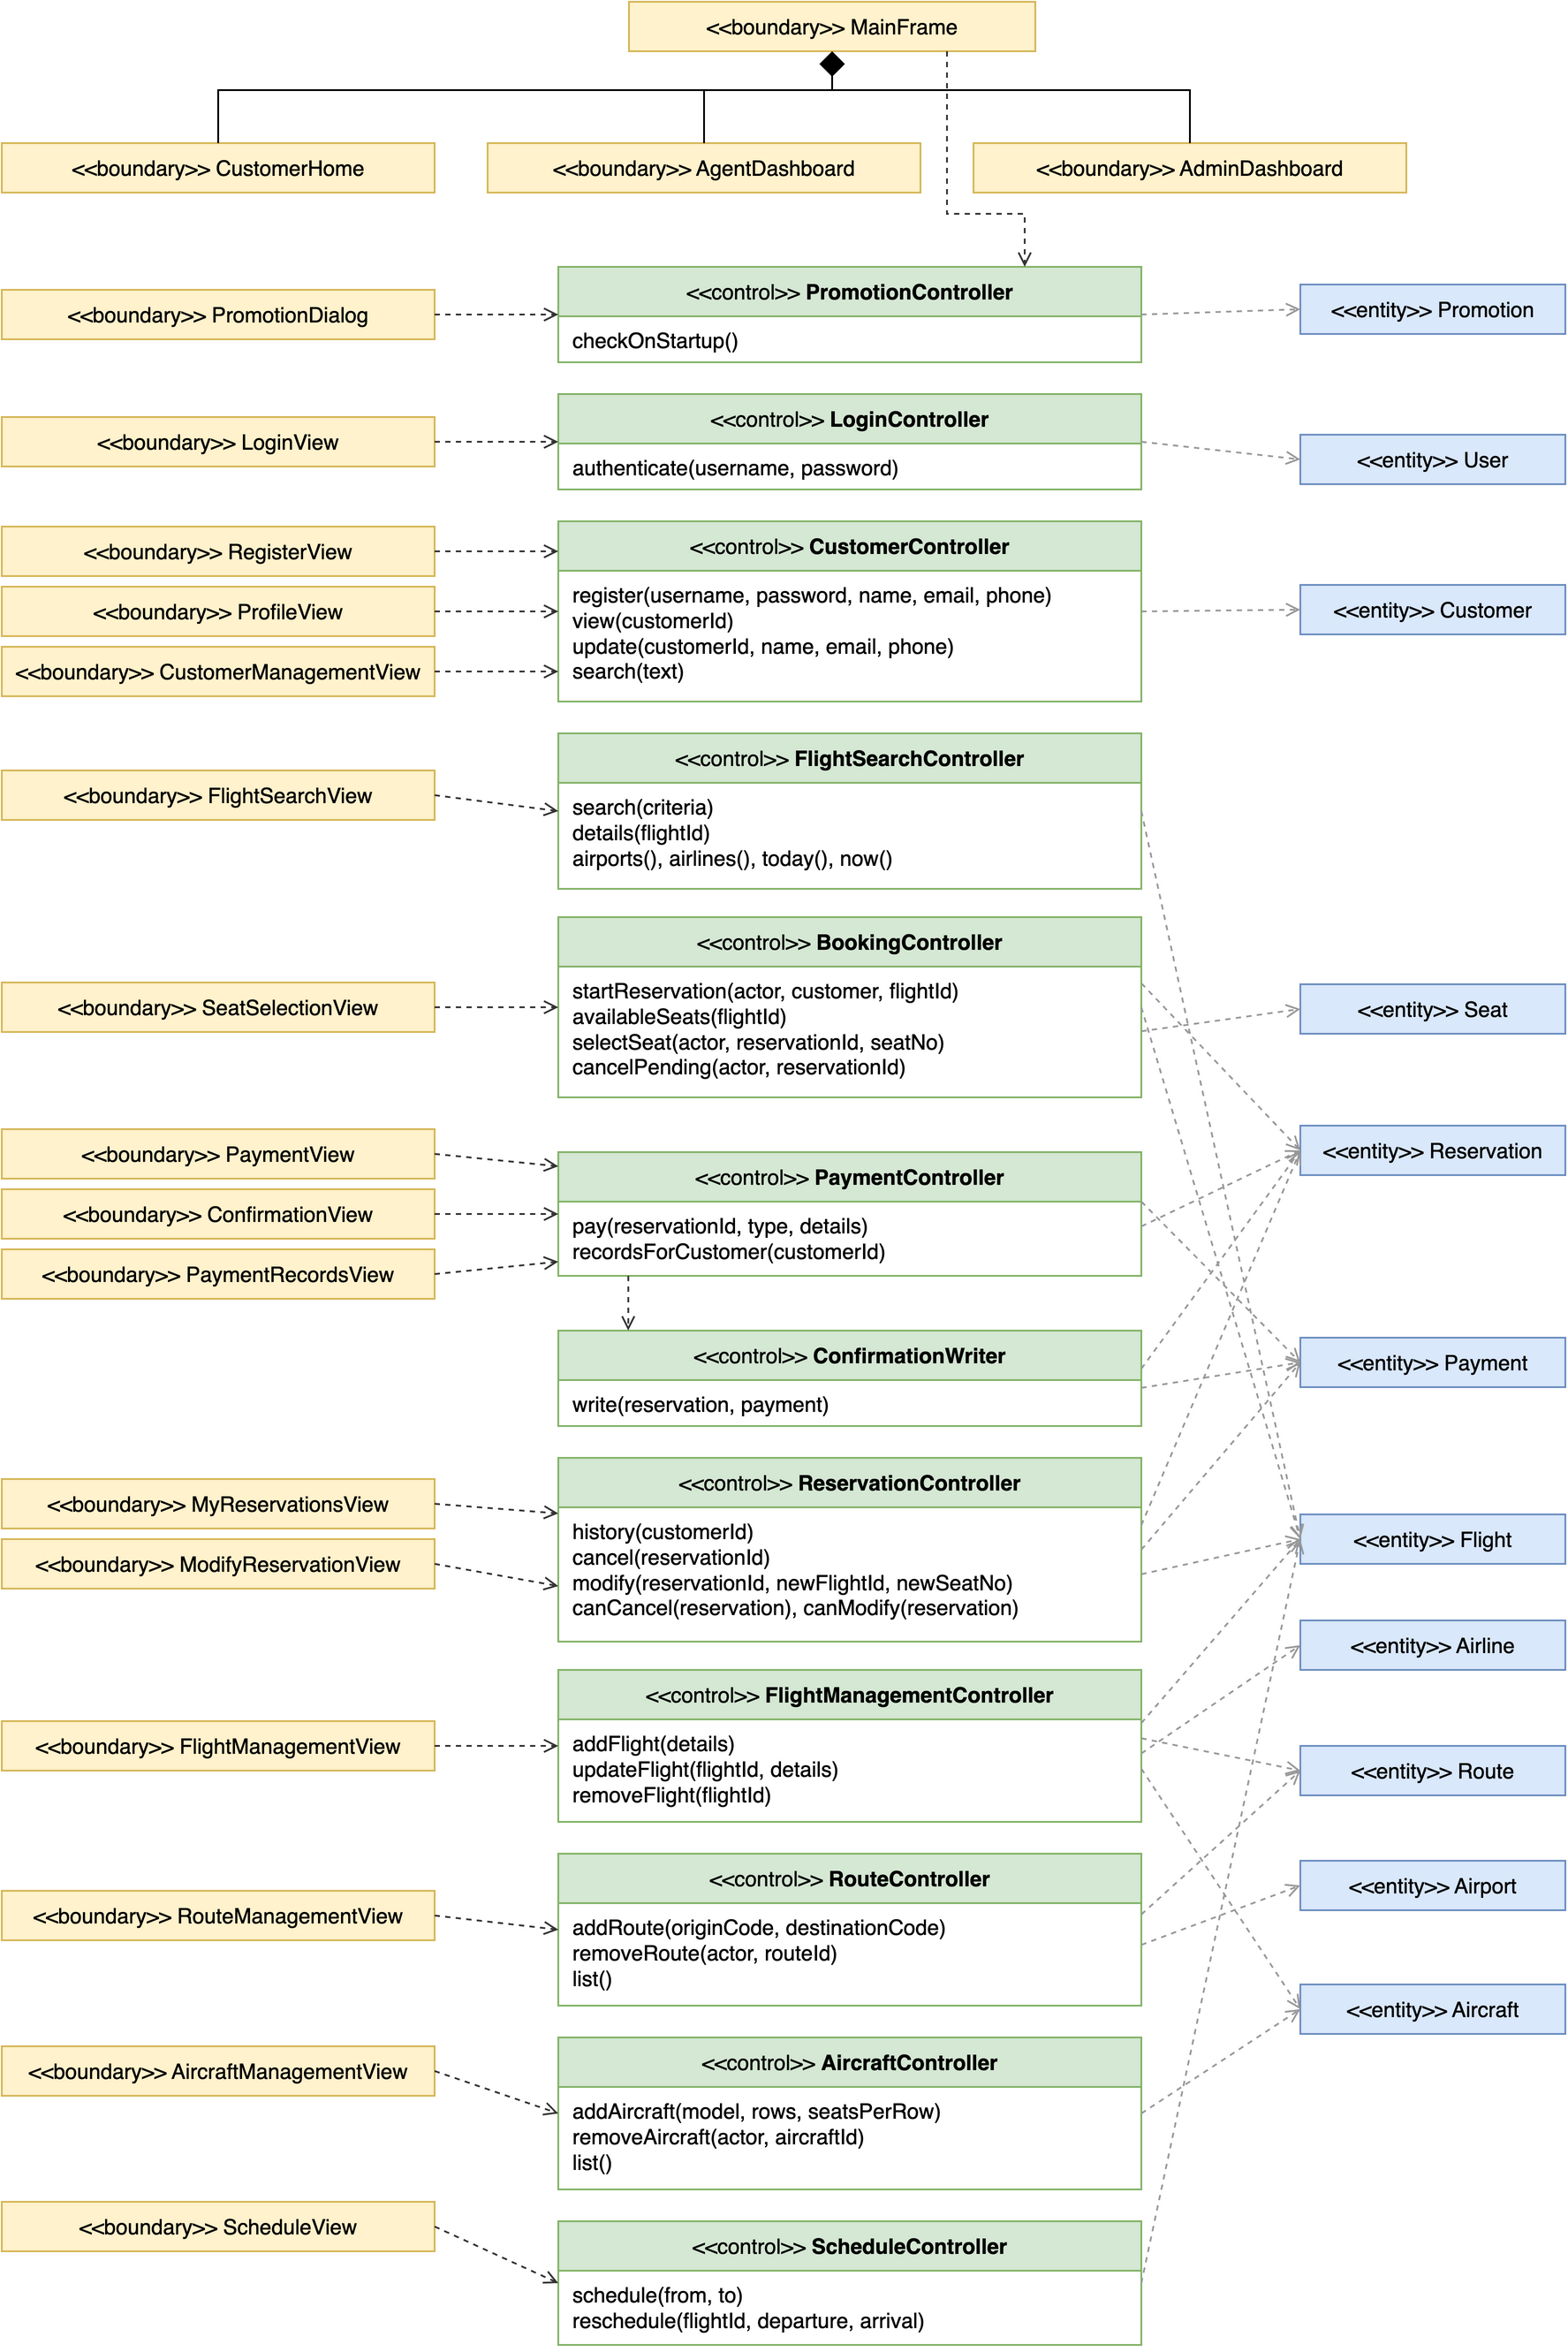 <<boundary>> MainFrame
<<boundary>> CustomerHome
<<boundary>> AgentDashboard
<<boundary>> AdminDashboard
<<boundary>> PromotionDialog
<<control>> PromotionController
checkOnStartup()
<<entity>> Promotion
<<boundary>> LoginView
<<control>> LoginController
authenticate(username, password)
<<entity>> User
<<boundary>> RegisterView
<<boundary>> ProfileView
<<boundary>> CustomerManagementView
<<control>> CustomerController
register(username, password, name, email, phone)
view(customerId)
update(customerId, name, email, phone)
search(text)
<<entity>> Customer
<<boundary>> FlightSearchView
<<control>> FlightSearchController
search(criteria)
details(flightId)
airports(), airlines(), today(), now()
<<boundary>> SeatSelectionView
<<control>> BookingController
startReservation(actor, customer, flightId)
availableSeats(flightId)
selectSeat(actor, reservationId, seatNo)
cancelPending(actor, reservationId)
<<entity>> Seat
<<entity>> Reservation
<<boundary>> PaymentView
<<boundary>> ConfirmationView
<<boundary>> PaymentRecordsView
<<control>> PaymentController
pay(reservationId, type, details)
recordsForCustomer(customerId)
<<control>> ConfirmationWriter
write(reservation, payment)
<<entity>> Payment
<<boundary>> MyReservationsView
<<boundary>> ModifyReservationView
<<control>> ReservationController
history(customerId)
cancel(reservationId)
modify(reservationId, newFlightId, newSeatNo)
canCancel(reservation), canModify(reservation)
<<entity>> Flight
<<entity>> Airline
<<boundary>> FlightManagementView
<<control>> FlightManagementController
addFlight(details)
updateFlight(flightId, details)
removeFlight(flightId)
<<entity>> Route
<<boundary>> RouteManagementView
<<control>> RouteController
addRoute(originCode, destinationCode)
removeRoute(actor, routeId)
list()
<<entity>> Airport
<<entity>> Aircraft
<<boundary>> AircraftManagementView
<<control>> AircraftController
addAircraft(model, rows, seatsPerRow)
removeAircraft(actor, aircraftId)
list()
<<boundary>> ScheduleView
<<control>> ScheduleController
schedule(from, to)
reschedule(flightId, departure, arrival)